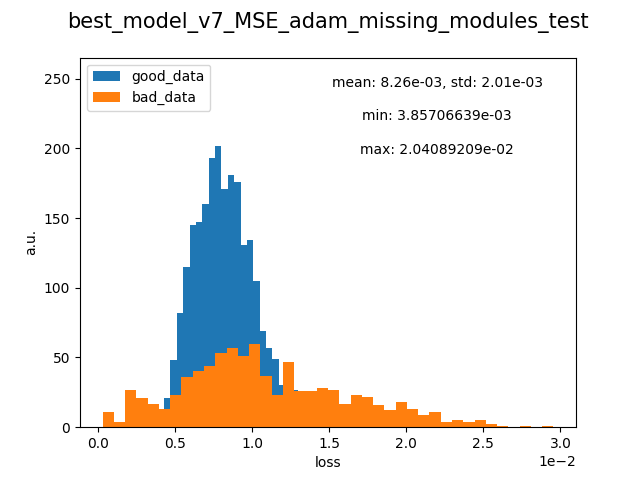 best_model_v7_MSE_adam_missing_modules_test
good_data
bad_data
mean: 8.26e-03, std: 2.01e-03
min: 3.85706639e-03
max: 2.04089209e-02
a.u.
250
200
150
100
50
0
0.0 0.5 1.0 1.5 2.0 2.5 3.0
loss
1e−2